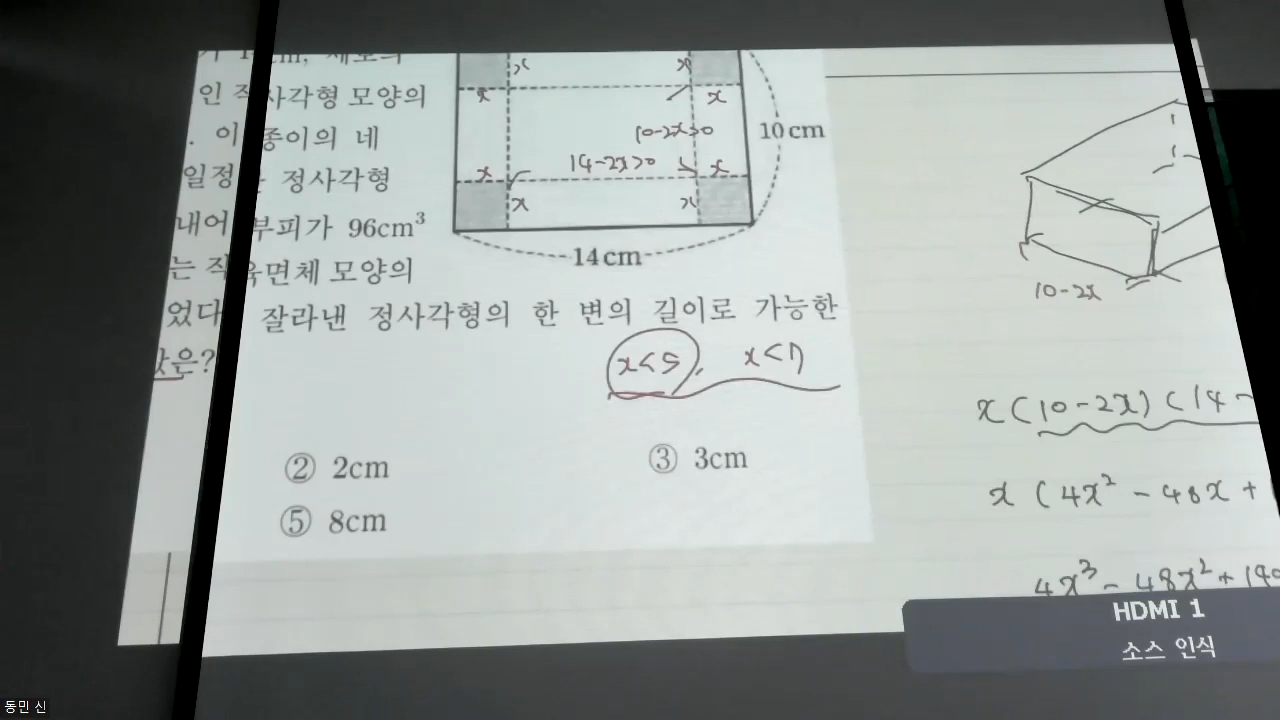 인 직사각형 모양의
. 이 종이의 네
일정 정사각형
내어 부피가 96cm³
는 직육면체 모양의
었다 잘라낸 정사각형의 한 변의 길이로 가능한
은?
② 2cm
③ 3cm
⑤ 8cm
x
x
x
x
10-2x>0
10cm
x
14-2x>0
x
x
x
14cm
x<5, x<7
10-2x
x(10-2x)(14-
x(4x²-48x+
4x³-48x²+140
HDMI 1
소스 인식
동민 신